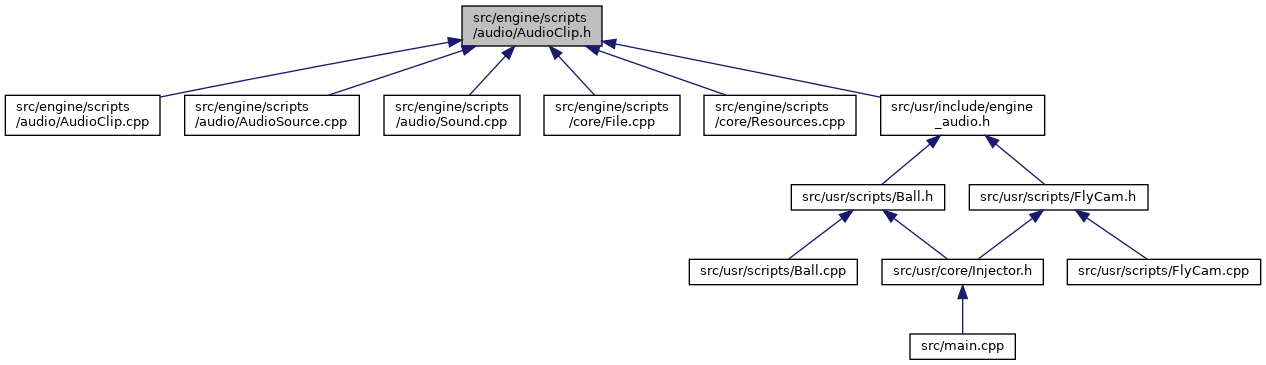 src/engine/scripts
/audio/AudioClip.h
src/engine/scripts
/audio/AudioClip.cpp
src/engine/scripts
/audio/AudioSource.cpp
src/engine/scripts
/audio/Sound.cpp
src/engine/scripts
/core/File.cpp
src/engine/scripts
/core/Resources.cpp
src/usr/include/engine
_audio.h
src/usr/scripts/Ball.h
src/usr/scripts/FlyCam.h
src/usr/scripts/Ball.cpp
src/usr/core/Injector.h
src/usr/scripts/FlyCam.cpp
src/main.cpp